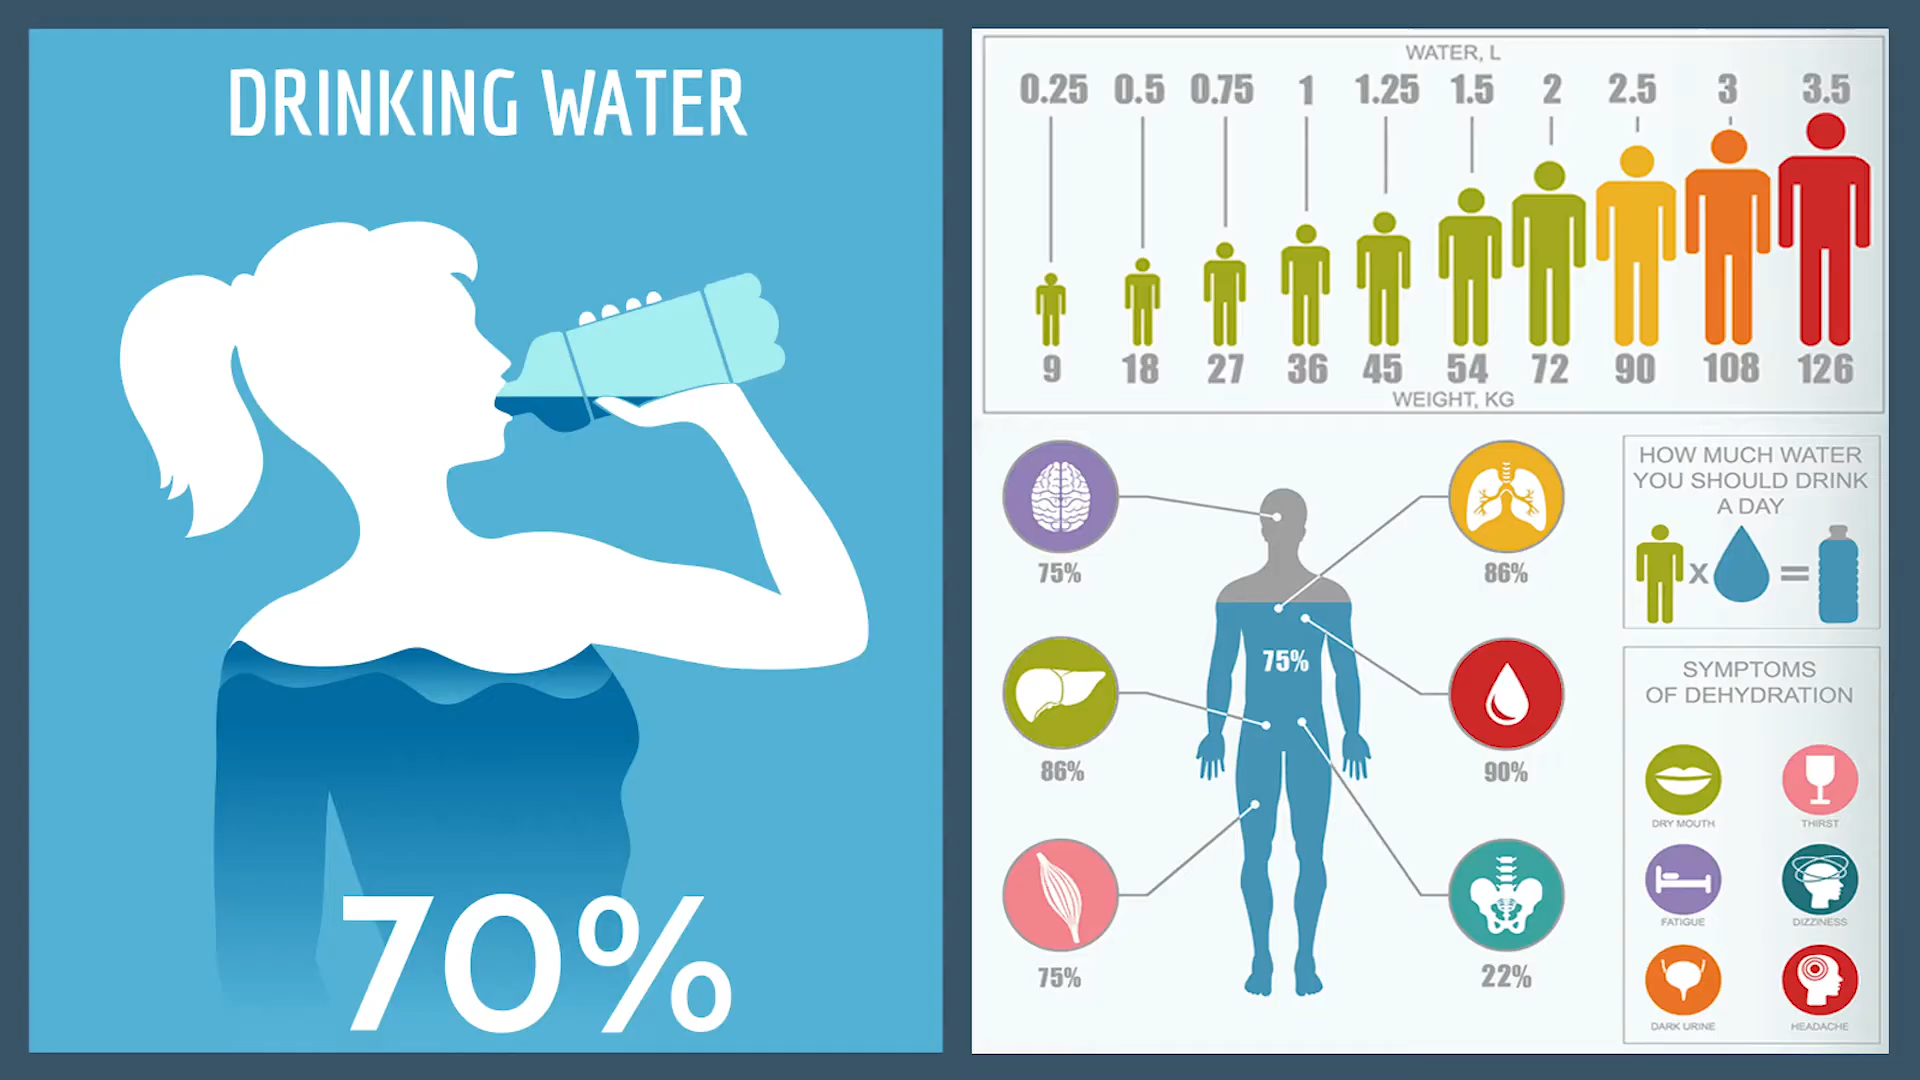 DRINKING WATER
70%
WATER, L
0.25 0.5 0.75 1 1.25 1.5 2 2.5 3 3.5
9 18 27 36 45 54 72 90 108 126
WEIGHT, KG
75%
86%
75%
86%
75%
90%
22%
HOW MUCH WATER
YOU SHOULD DRINK
A DAY
x =
SYMPTOMS
OF DEHYDRATION
DRY MOUTH THIRST
FATIGUE DIZZINESS
DARK URINE HEADACHE